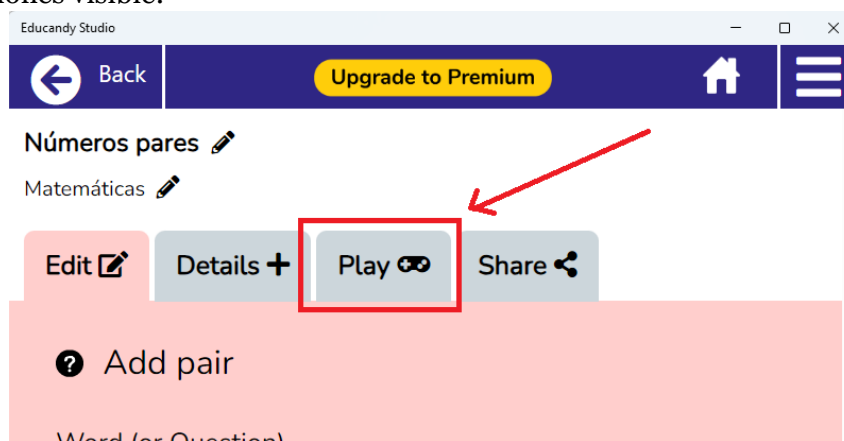 Educandy Studio
Back Upgrade to Premium
Números pares
Matemáticas
Edit Details Play Share
Add pair
Word (or Question)